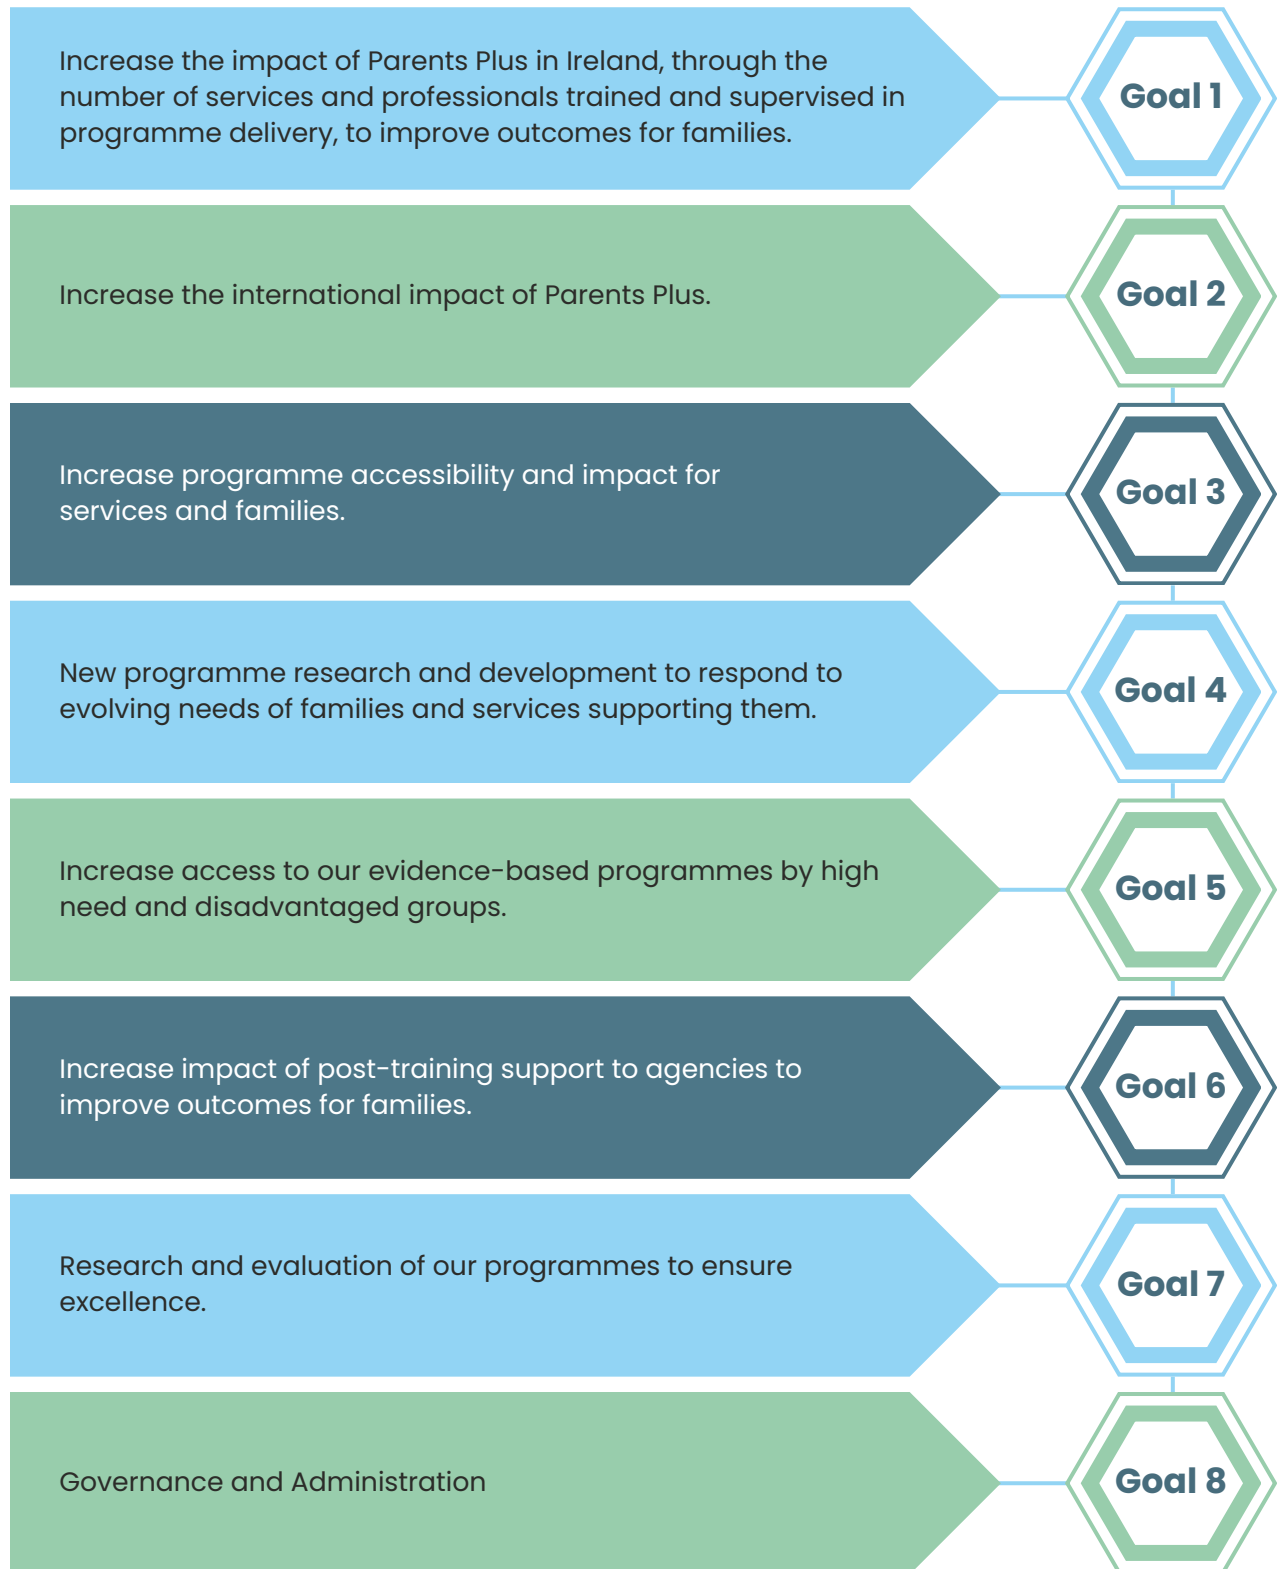 Increase the impact of Parents Plus in Ireland, through the
number of services and professionals trained and supervised in
programme delivery, to improve outcomes for families.
Goal 1
Increase the international impact of Parents Plus.
Goal 2
Increase programme accessibility and impact for
services and families.
Goal 3
New programme research and development to respond to
evolving needs of families and services supporting them.
Goal 4
Increase access to our evidence-based programmes by high
need and disadvantaged groups.
Goal 5
Increase impact of post-training support to agencies to
improve outcomes for families.
Goal 6
Research and evaluation of our programmes to ensure
excellence.
Goal 7
Governance and Administration
Goal 8